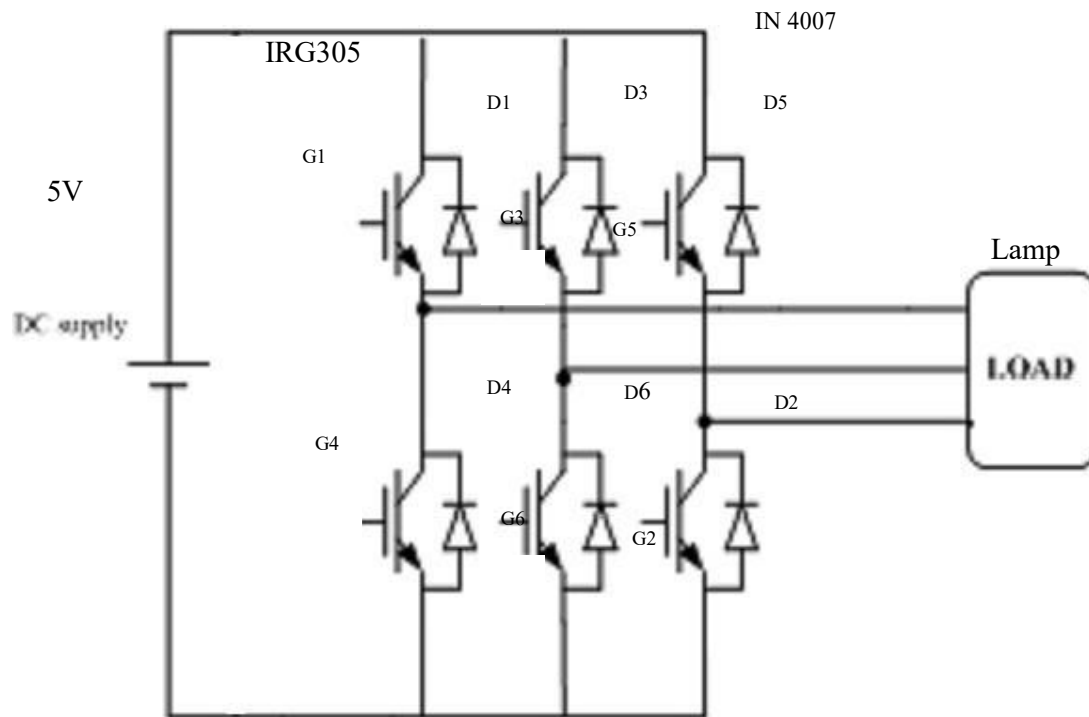 IN 4007
IRG305
D1
D3
D5
G1
5V
G3
G5
Lamp
DC supply
LOAD
D4
D6
D2
G4
G6
G2